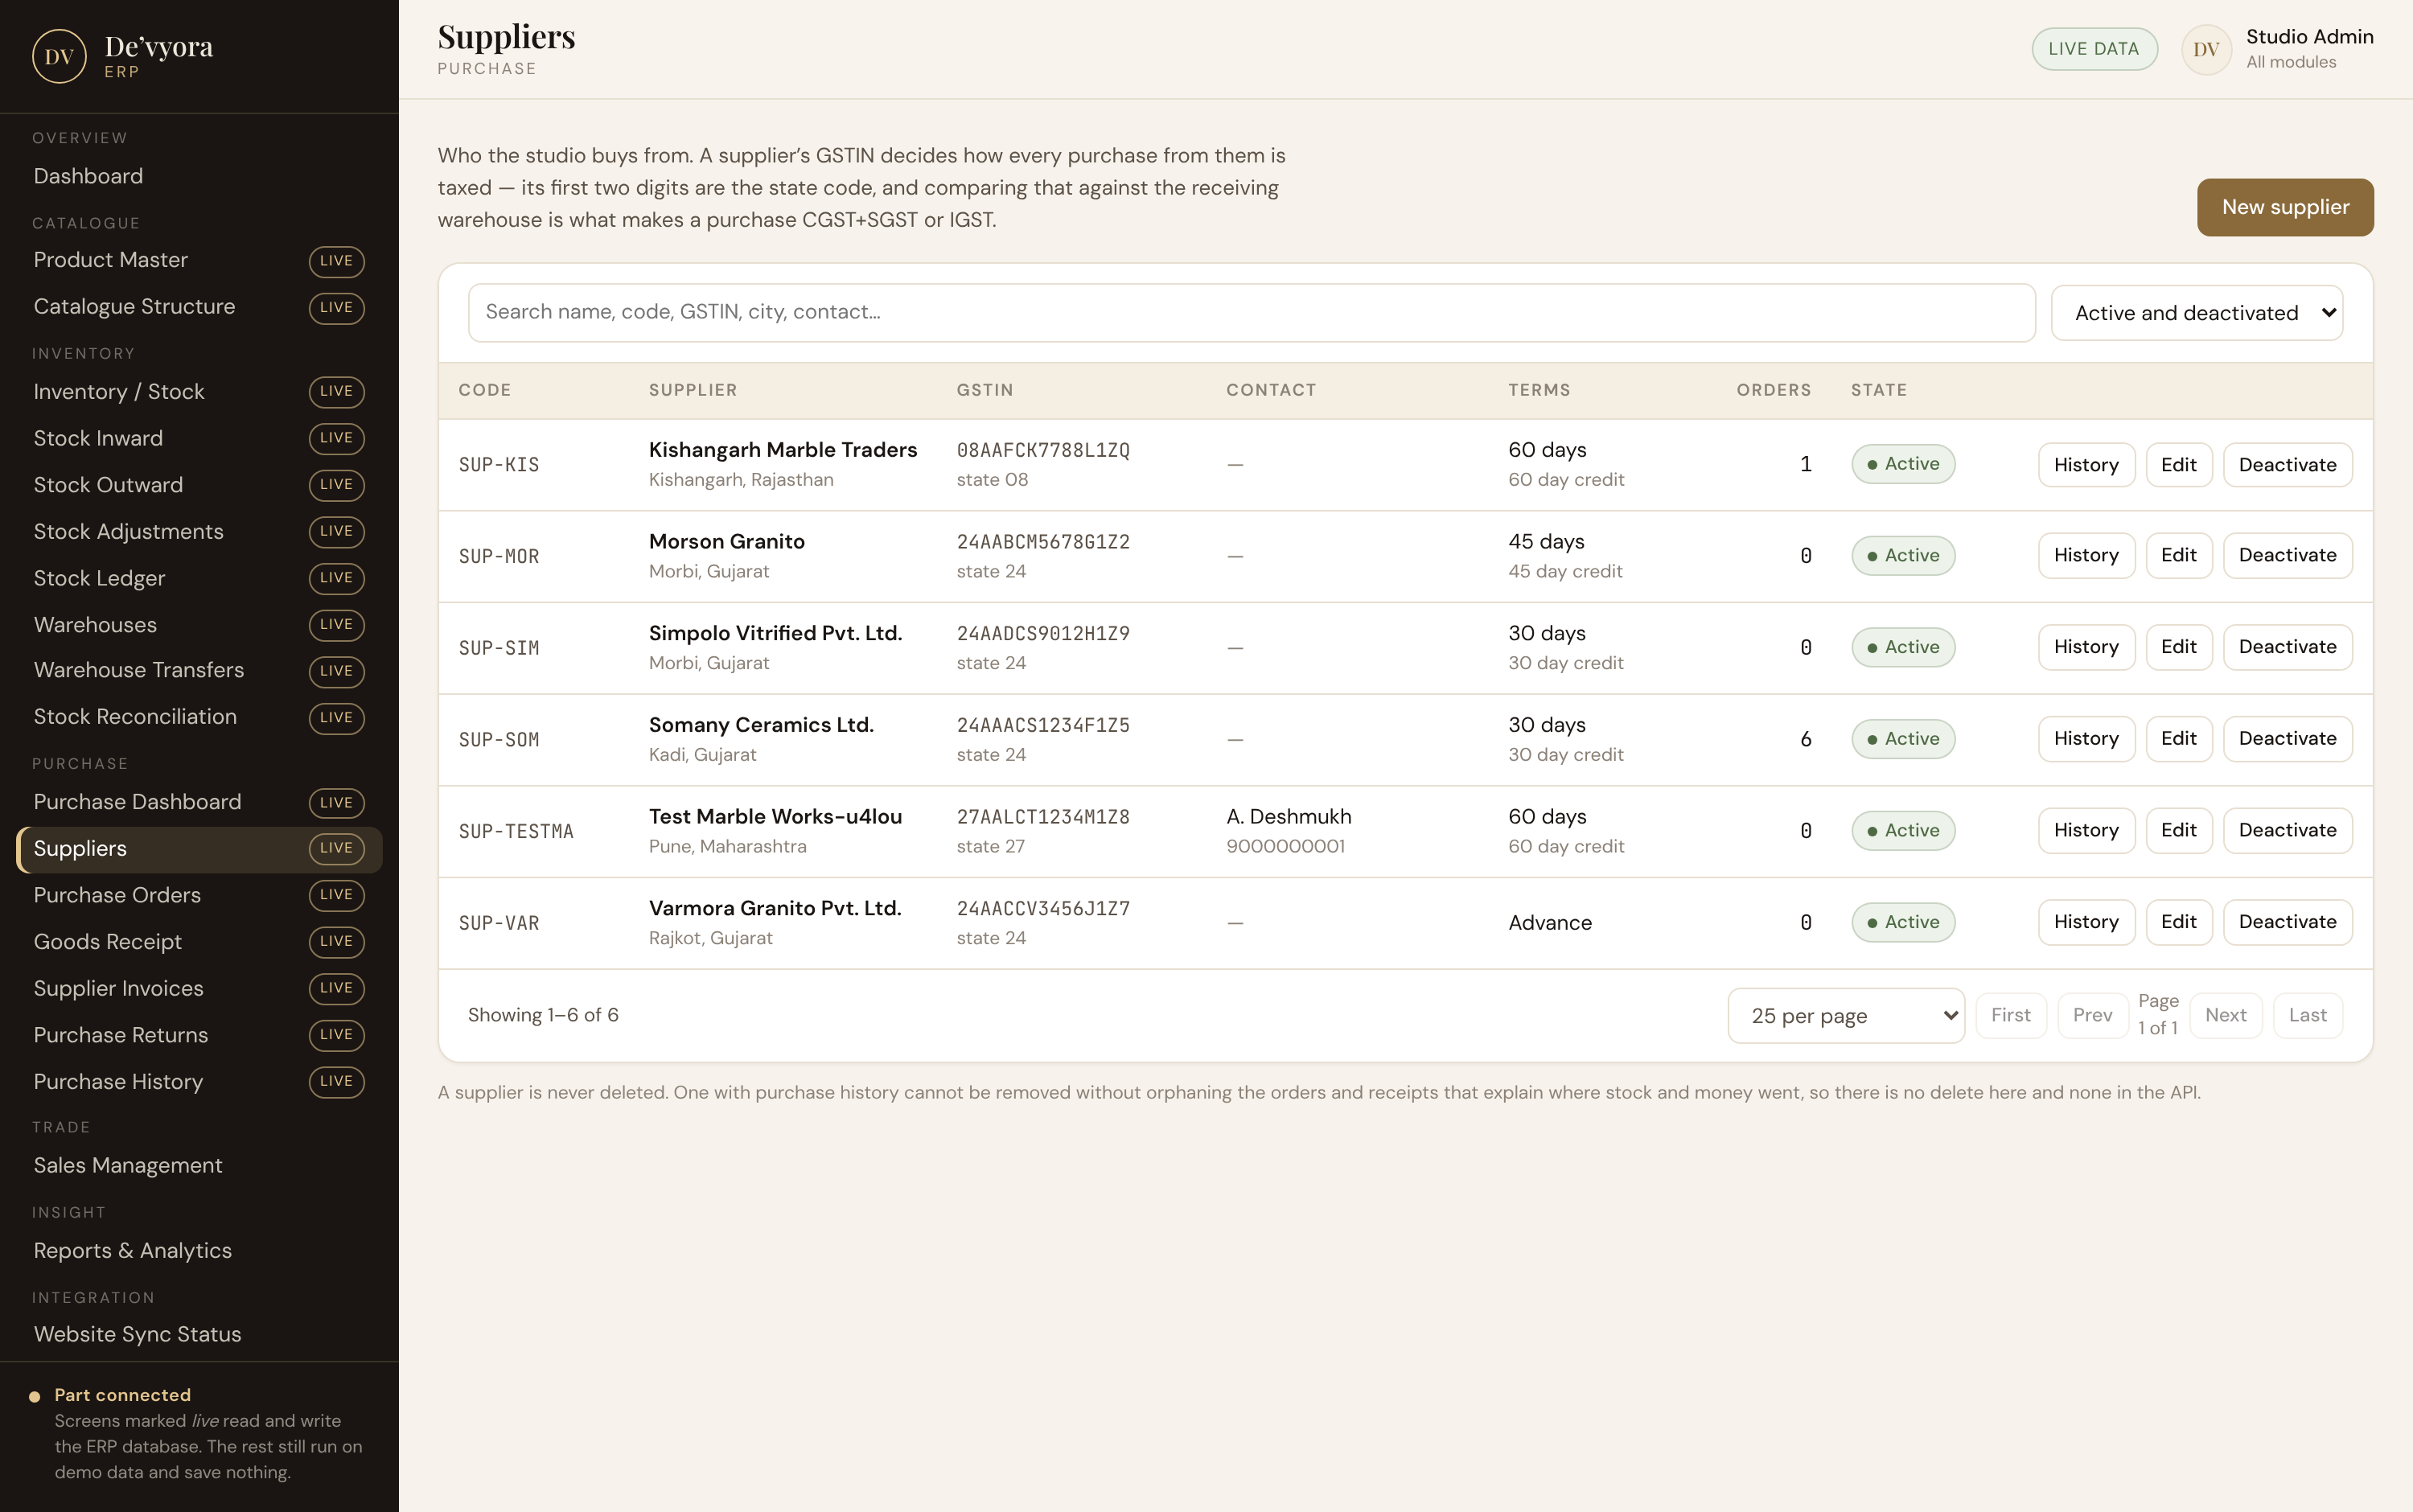 DV
De’vyora
ERP
OVERVIEW
Dashboard
CATALOGUE
Product Master LIVE
Catalogue Structure LIVE
INVENTORY
Inventory / Stock LIVE
Stock Inward LIVE
Stock Outward LIVE
Stock Adjustments LIVE
Stock Ledger LIVE
Warehouses LIVE
Warehouse Transfers LIVE
Stock Reconciliation LIVE
PURCHASE
Purchase Dashboard LIVE
Suppliers LIVE
Purchase Orders LIVE
Goods Receipt LIVE
Supplier Invoices LIVE
Purchase Returns LIVE
Purchase History LIVE
TRADE
Sales Management
INSIGHT
Reports & Analytics
INTEGRATION
Website Sync Status
Part connected
Screens marked live read and write
the ERP database. The rest still run on
demo data and save nothing.
Suppliers
PURCHASE
LIVE DATA
DV
Studio Admin
All modules
Who the studio buys from. A supplier’s GSTIN decides how every purchase from them is
taxed — its first two digits are the state code, and comparing that against the receiving
warehouse is what makes a purchase CGST+SGST or IGST.
New supplier
Search name, code, GSTIN, city, contact…
Active and deactivated
CODE SUPPLIER GSTIN CONTACT TERMS ORDERS STATE
SUP-KIS Kishangarh Marble Traders 08AAFCK7788L1ZQ — 60 days 1 Active History Edit Deactivate
Kishangarh, Rajasthan state 08 60 day credit
SUP-MOR Morson Granito 24AABCM5678G1Z2 — 45 days 0 Active History Edit Deactivate
Morbi, Gujarat state 24 45 day credit
SUP-SIM Simpolo Vitrified Pvt. Ltd. 24AADCS9012H1Z9 — 30 days 0 Active History Edit Deactivate
Morbi, Gujarat state 24 30 day credit
SUP-SOM Somany Ceramics Ltd. 24AAACS1234F1Z5 — 30 days 6 Active History Edit Deactivate
Kadi, Gujarat state 24 30 day credit
SUP-TESTMA Test Marble Works-u4lou 27AALCT1234M1Z8 A. Deshmukh 60 days 0 Active History Edit Deactivate
Pune, Maharashtra state 27 9000000001 60 day credit
SUP-VAR Varmora Granito Pvt. Ltd. 24AACCV3456J1Z7 — Advance 0 Active History Edit Deactivate
Rajkot, Gujarat state 24
Showing 1–6 of 6
25 per page First Prev Page 1 of 1 Next Last
A supplier is never deleted. One with purchase history cannot be removed without orphaning the orders and receipts that explain where stock and money went, so there is no delete here and none in the API.